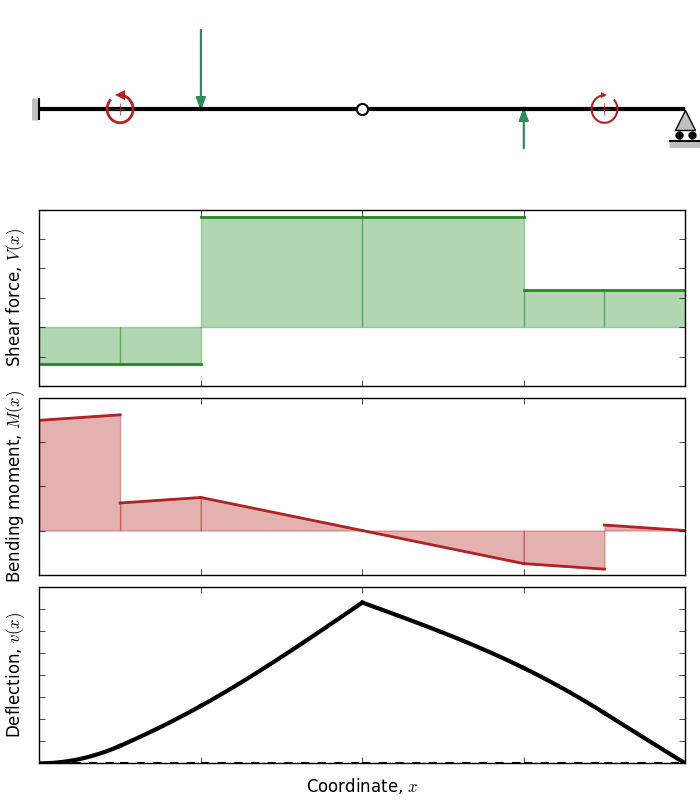 Shear force, V(x)
Bending moment, M(x)
Deflection, v(x)
Coordinate, x